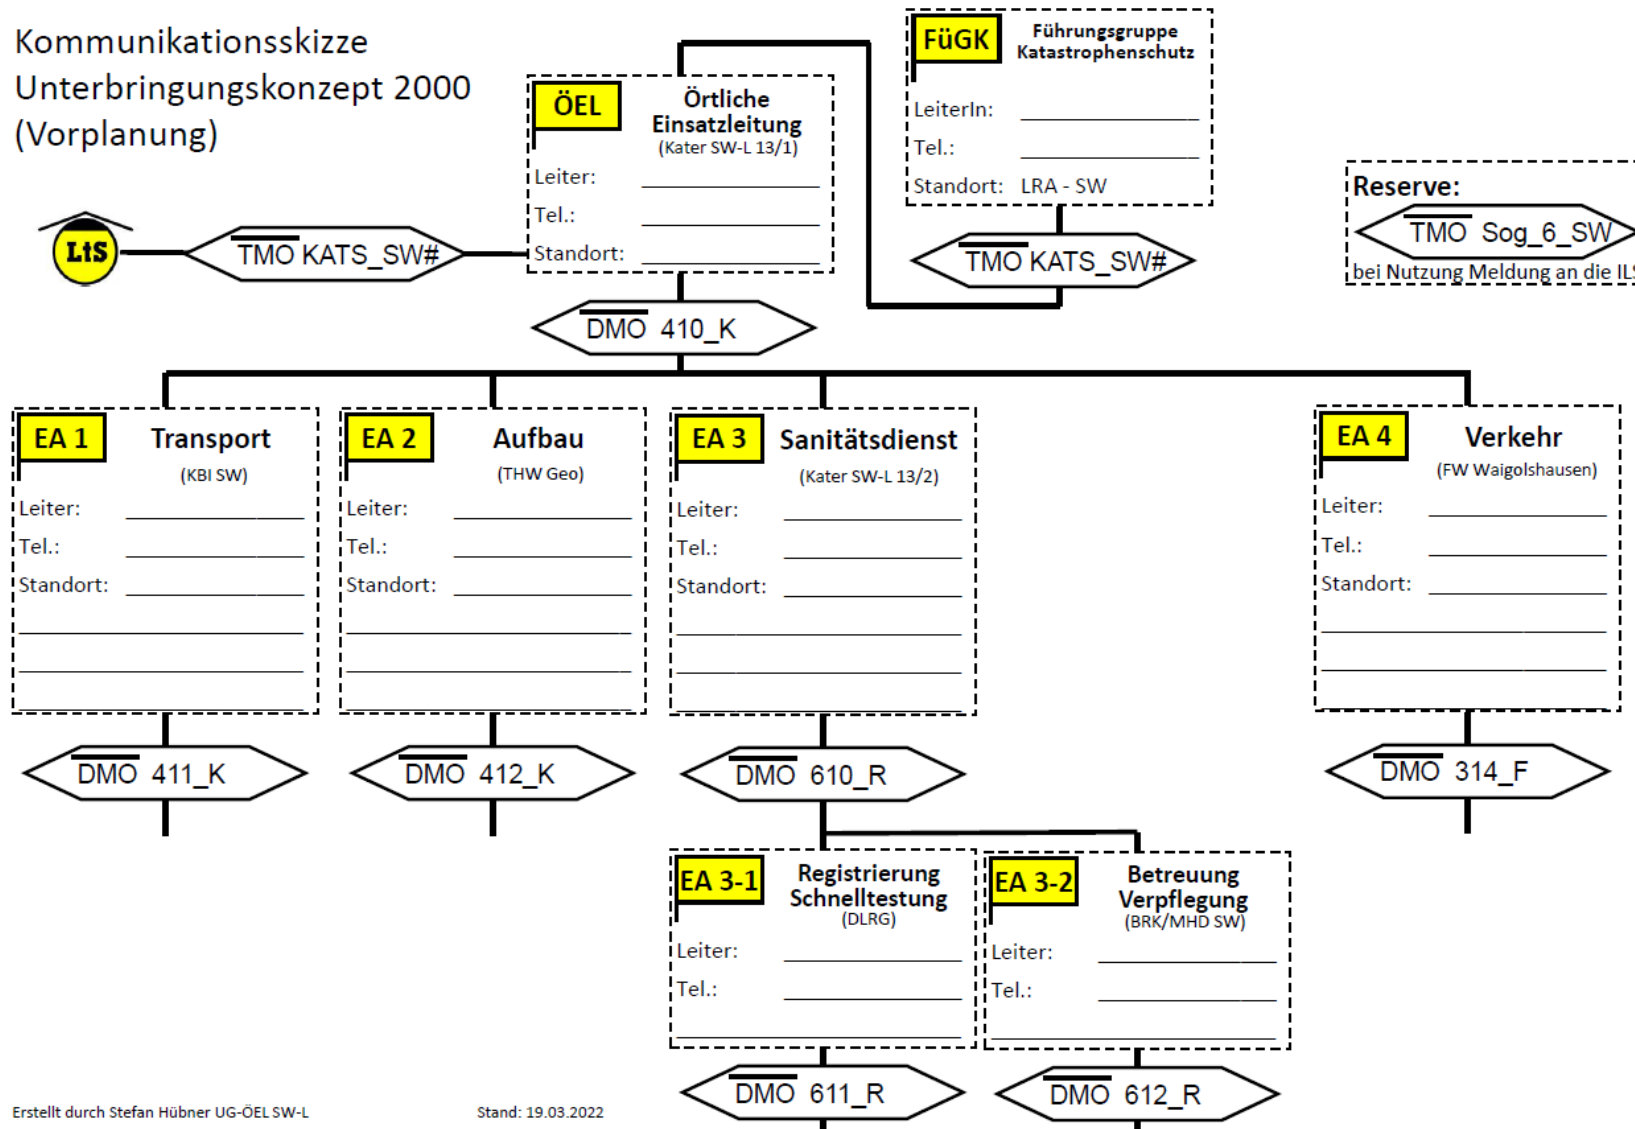 Kommunikationsskizze
Unterbringungskonzept 2000
(Vorplanung)
LtS
TMO KATS_SW#
ÖEL
Örtliche
Einsatzleitung
(Kater SW-L 13/1)
Leiter:
Tel.:
Standort:
FüGK
Führungsgruppe
Katastrophenschutz
LeiterIn:
Tel.:
Standort: LRA - SW
TMO KATS_SW#
Reserve:
TMO Sog_6_SW
bei Nutzung Meldung an die ILS
DMO 410_K
EA 1
Transport
(KBI SW)
Leiter:
Tel.:
Standort:
DMO 411_K
EA 2
Aufbau
(THW Geo)
Leiter:
Tel.:
Standort:
DMO 412_K
EA 3
Sanitätsdienst
(Kater SW-L 13/2)
Leiter:
Tel.:
Standort:
DMO 610_R
EA 4
Verkehr
(FW Waigolshausen)
Leiter:
Tel.:
Standort:
DMO 314_F
EA 3-1
Registrierung
Schnelltestung
(DLRG)
Leiter:
Tel.:
DMO 611_R
EA 3-2
Betreuung
Verpflegung
(BRK/MHD SW)
Leiter:
Tel.:
DMO 612_R
Erstellt durch Stefan Hübner UG-ÖEL SW-L
Stand: 19.03.2022